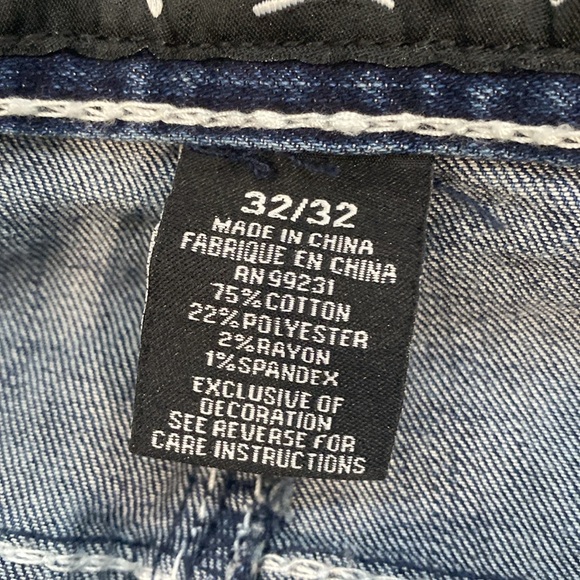 32/32
MADE IN CHINA
FABRIQUE EN CHINA
RN 99231
75% COTTON
22% POLYESTER
2% RAYON
1% SPANDEX
EXCLUSIVE OF
DECORATION
SEE REVERSE FOR
CARE INSTRUCTIONS